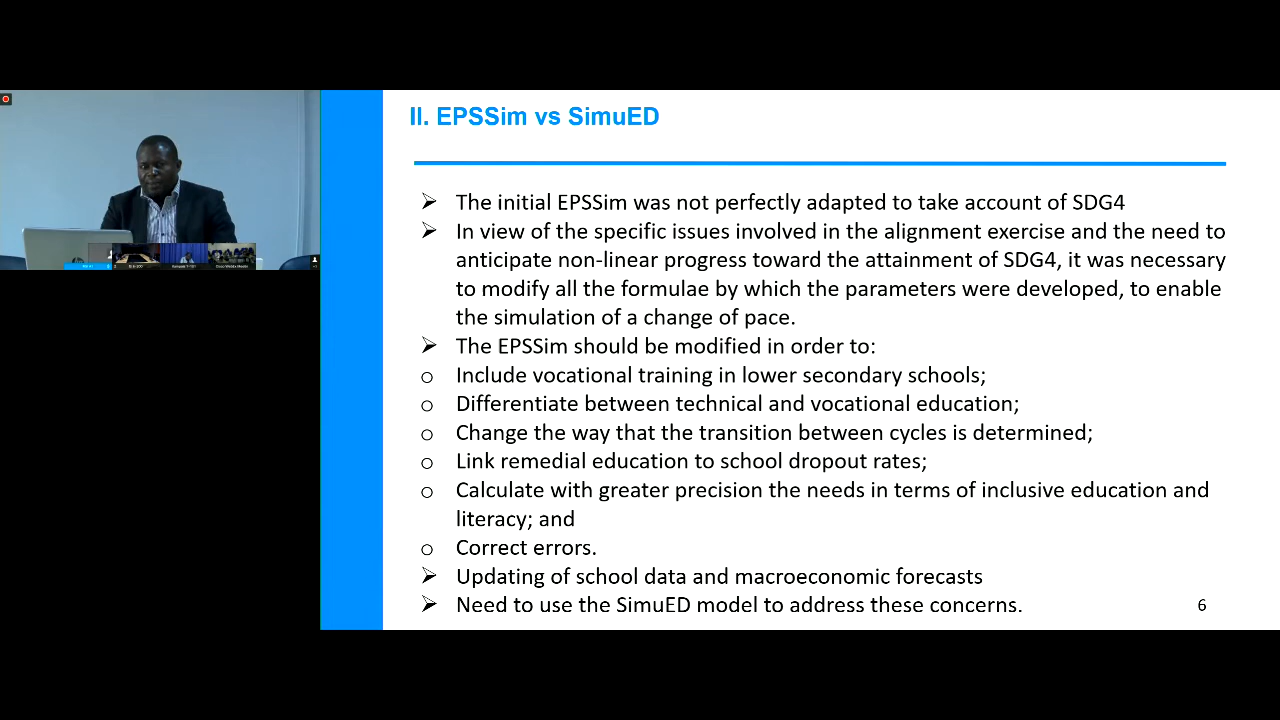 II. EPSSim vs SimuED
➢ The initial EPSSim was not perfectly adapted to take account of SDG4
➢ In view of the specific issues involved in the alignment exercise and the need to
anticipate non-linear progress toward the attainment of SDG4, it was necessary
to modify all the formulae by which the parameters were developed, to enable
the simulation of a change of pace.
➢ The EPSSim should be modified in order to:
o Include vocational training in lower secondary schools;
o Differentiate between technical and vocational education;
o Change the way that the transition between cycles is determined;
o Link remedial education to school dropout rates;
o Calculate with greater precision the needs in terms of inclusive education and
literacy; and
o Correct errors.
➢ Updating of school data and macroeconomic forecasts
➢ Need to use the SimuED model to address these concerns.
6